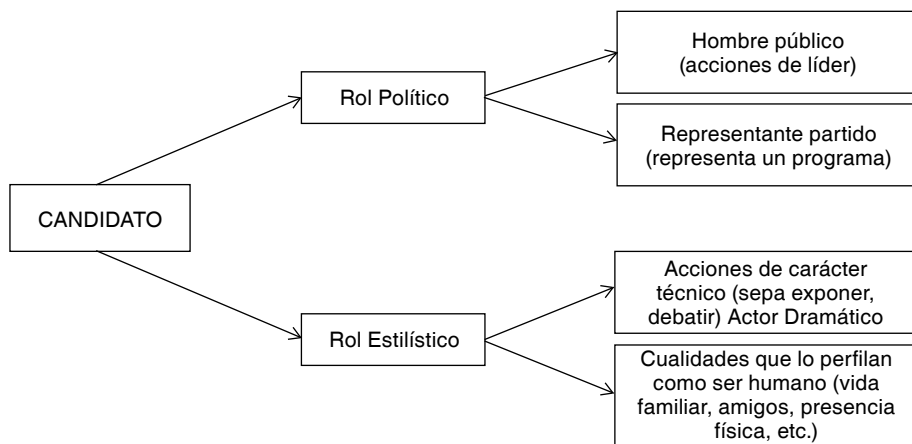 Hombre público
(acciones de líder)
Rol Político
Representante partido
(representa un programa)
CANDIDATO
Acciones de carácter
técnico (sepa exponer,
debatir) Actor Dramático
Rol Estilístico
Cualidades que lo perfilan
como ser humano (vida
familiar, amigos, presencia
física, etc.)